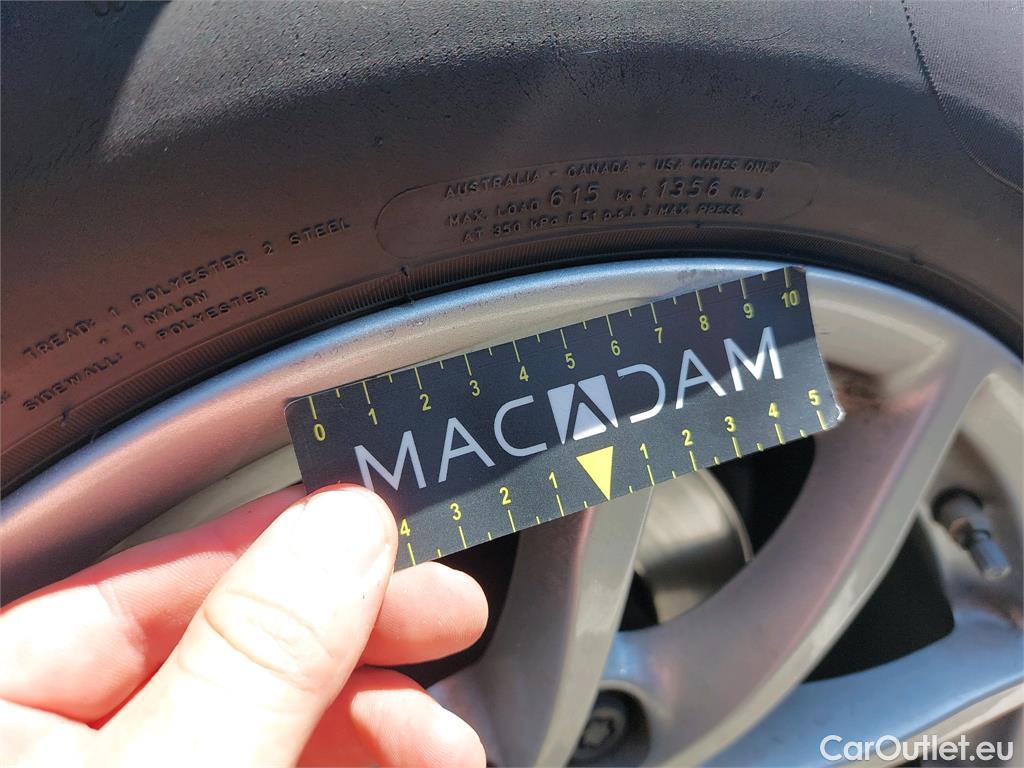 AUSTRALIA - CANADA - USA CODES ONLY
MAX. LOAD 615 kg ( 1356 lbs )
AT 350 kPa ( 51 p.s.i. ) MAX. PRESS.
TREAD: 1 POLYESTER 2 STEEL
1 NYLON
SIDEWALL: 1 POLYESTER
0 1 2 3 4 5 6 7 8 9 10
MACADAM
4 3 2 1 1 2 3 4 5
CarOutlet.eu